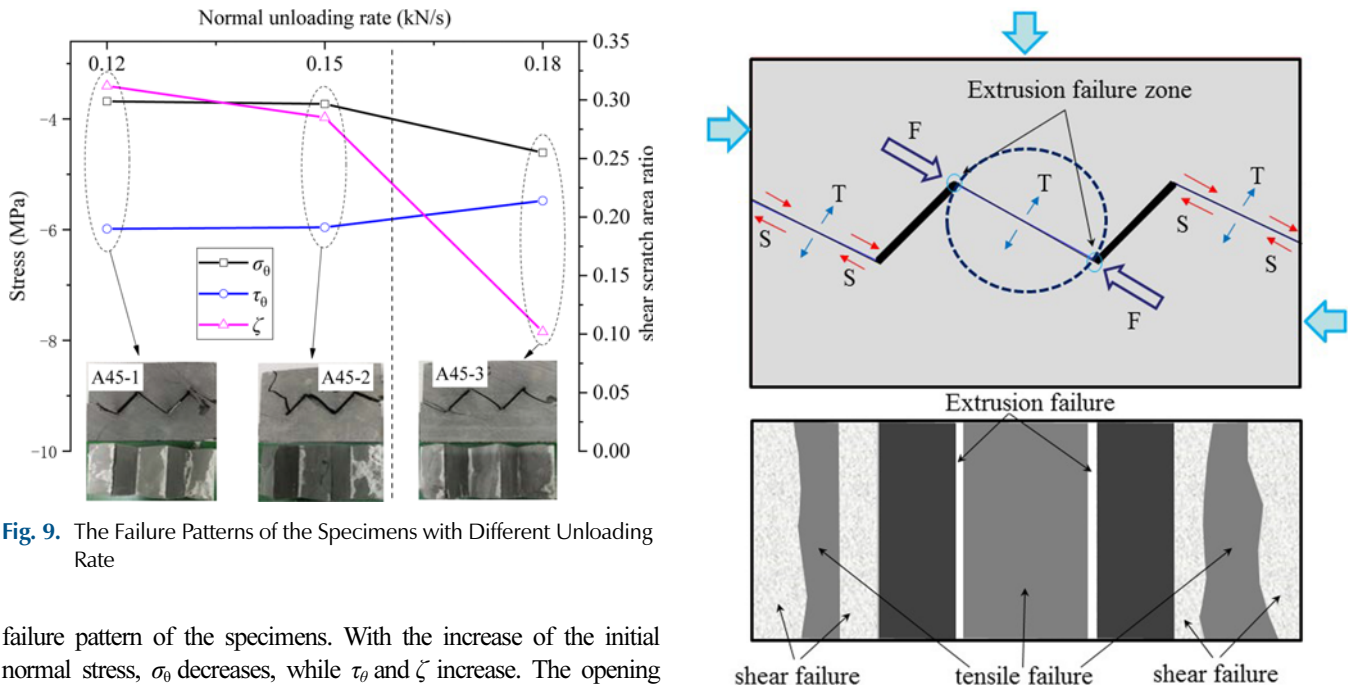 Normal unloading rate (kN/s)
0.12
0.15
0.18
0.35
0.30
0.25
0.20
0.15
0.10
0.05
0.00
shear scratch area ratio
−4
−6
−8
−10
Stress (MPa)
σθ
τθ
ζ
A45-1
A45-2
A45-3
Fig. 9. The Failure Patterns of the Specimens with Different Unloading
Rate
failure pattern of the specimens. With the increase of the initial
normal stress, σθ decreases, while τθ and ζ increase. The opening
Extrusion failure zone
F
T
T
T
S
S
S
S
F
Extrusion failure
shear failure
tensile failure
shear failure